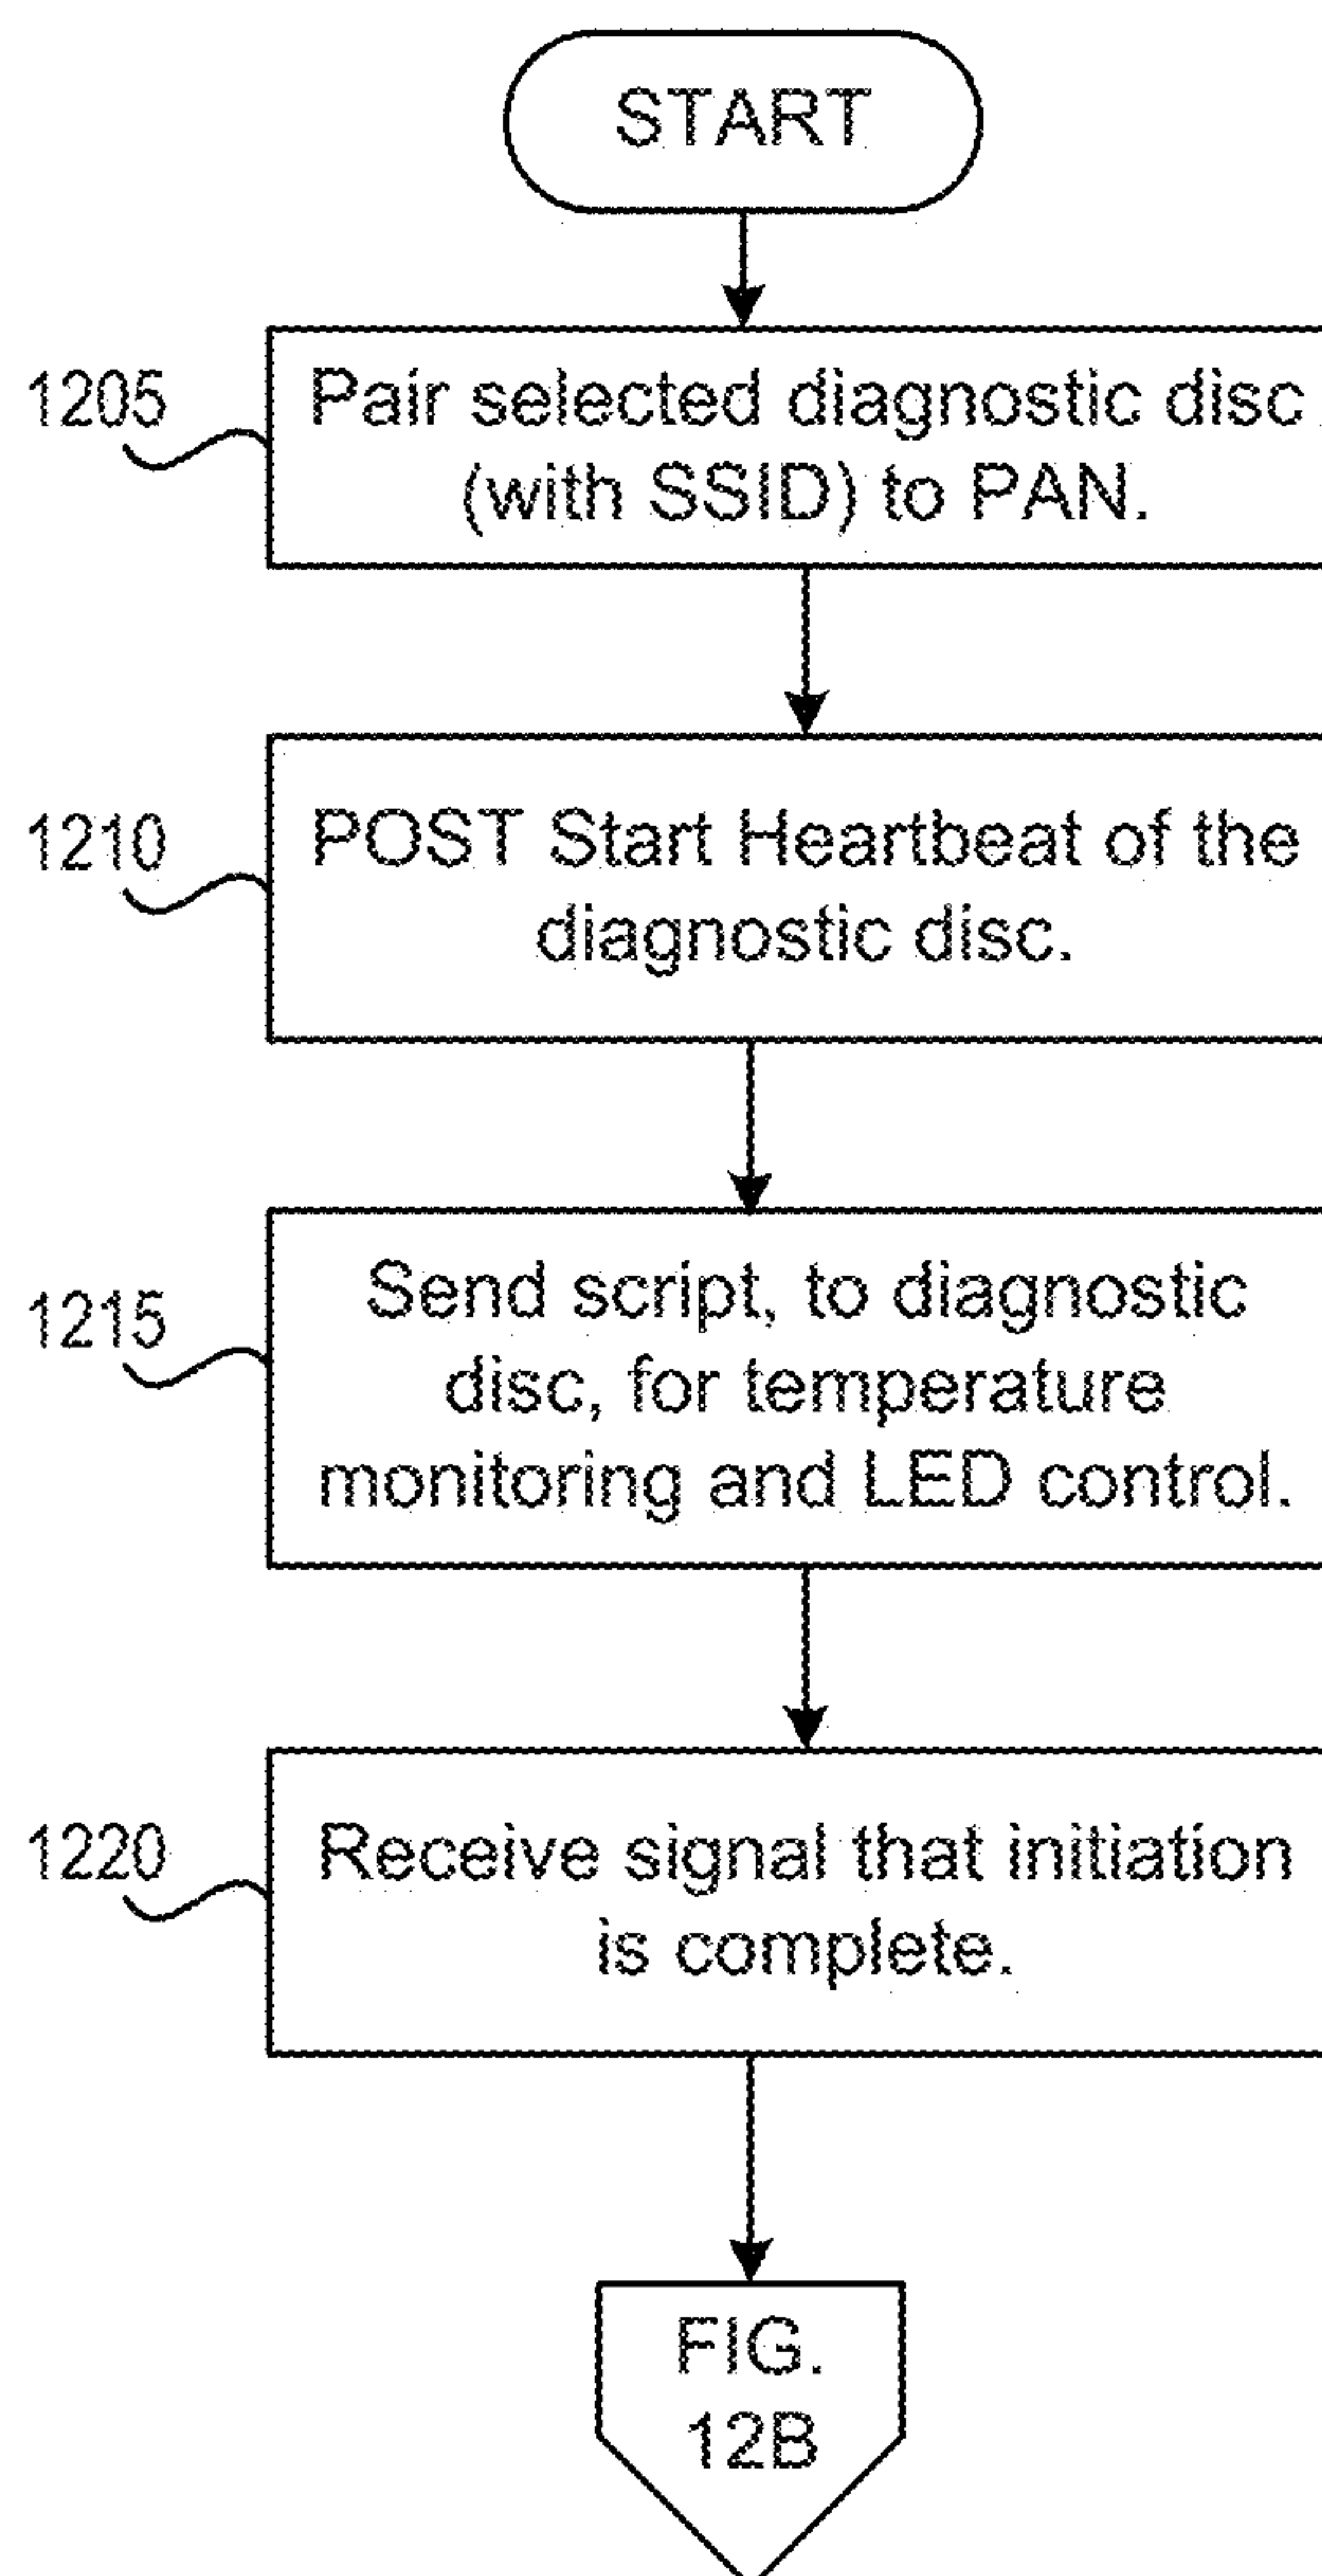 START
1205
Pair selected diagnostic disc
(with SSID) to PAN.
1210
POST Start Heartbeat of the
diagnostic disc.
1215
Send script, to diagnostic
disc, for temperature
monitoring and LED control.
1220
Receive signal that initiation
is complete.
FIG.
12B